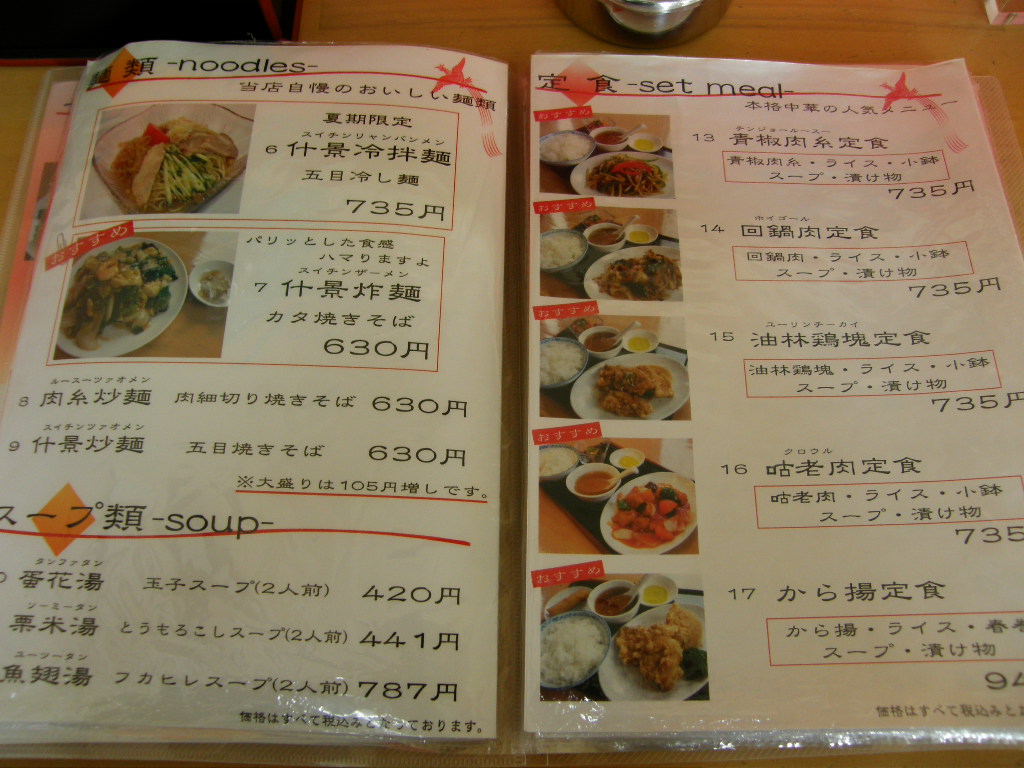 麺類-noodles-
当店自慢のおいしい麺類
夏期限定
スイチンリャンバンメン
6 什景冷拌麺
五目冷し麺
735円
おすすめ
パリッとした食感
ハマりますよ
スイチンザーメン
7 什景炸麺
カタ焼きそば
630円
ルースーツァオメン
8 肉糸炒麺 肉細切り焼きそば 630円
スイチンツァオメン
9 什景炒麺 五目焼きそば 630円
※大盛りは105円増しです。
スープ類-soup-
タンファタン
蛋花湯 玉子スープ(2人前) 420円
ソーミータン
粟米湯 とうもろこしスープ(2人前) 441円
ユーツータン
魚翅湯 フカヒレスープ(2人前) 787円
価格はすべて税込みとなっております。
定食-set meal-
本格中華の人気メニュー
おすすめ
チンジョールースー
13 青椒肉糸定食
青椒肉糸・ライス・小鉢
スープ・漬け物
735円
おすすめ
ホイゴール
14 回鍋肉定食
回鍋肉・ライス・小鉢
スープ・漬け物
735円
おすすめ
ユーリンチーカイ
15 油林鶏塊定食
油林鶏塊・ライス・小鉢
スープ・漬け物
735円
おすすめ
クロウル
16 咕老肉定食
咕老肉・ライス・小鉢
スープ・漬け物
735
おすすめ
17 から揚定食
から揚・ライス・春巻
スープ・漬け物
94
価格はすべて税込みとな